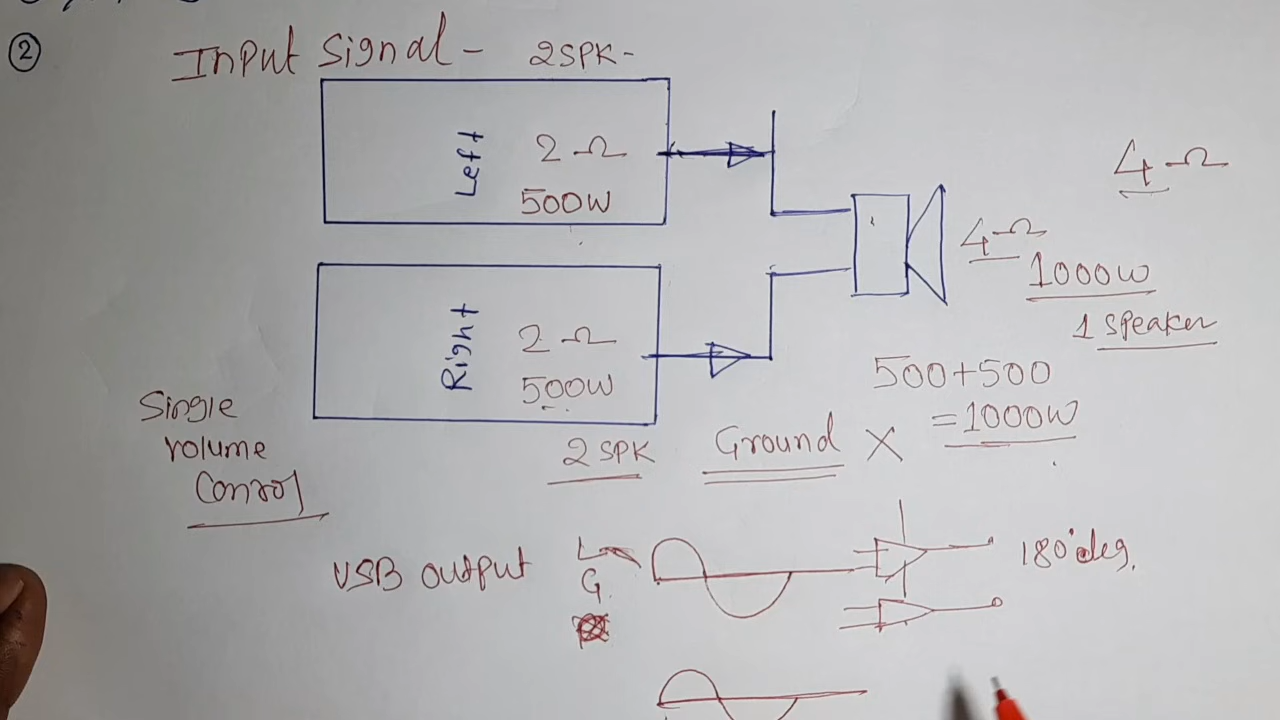 ②
Input Signal - 2SPK-
Left
2 Ω
500W
4 Ω
4 Ω
1000W
1 Speaker
Right
2 Ω
500W
500+500
=1000W
Single
volume
Conrol
2 SPK
Ground X
USB output
L
G.
180°deg.